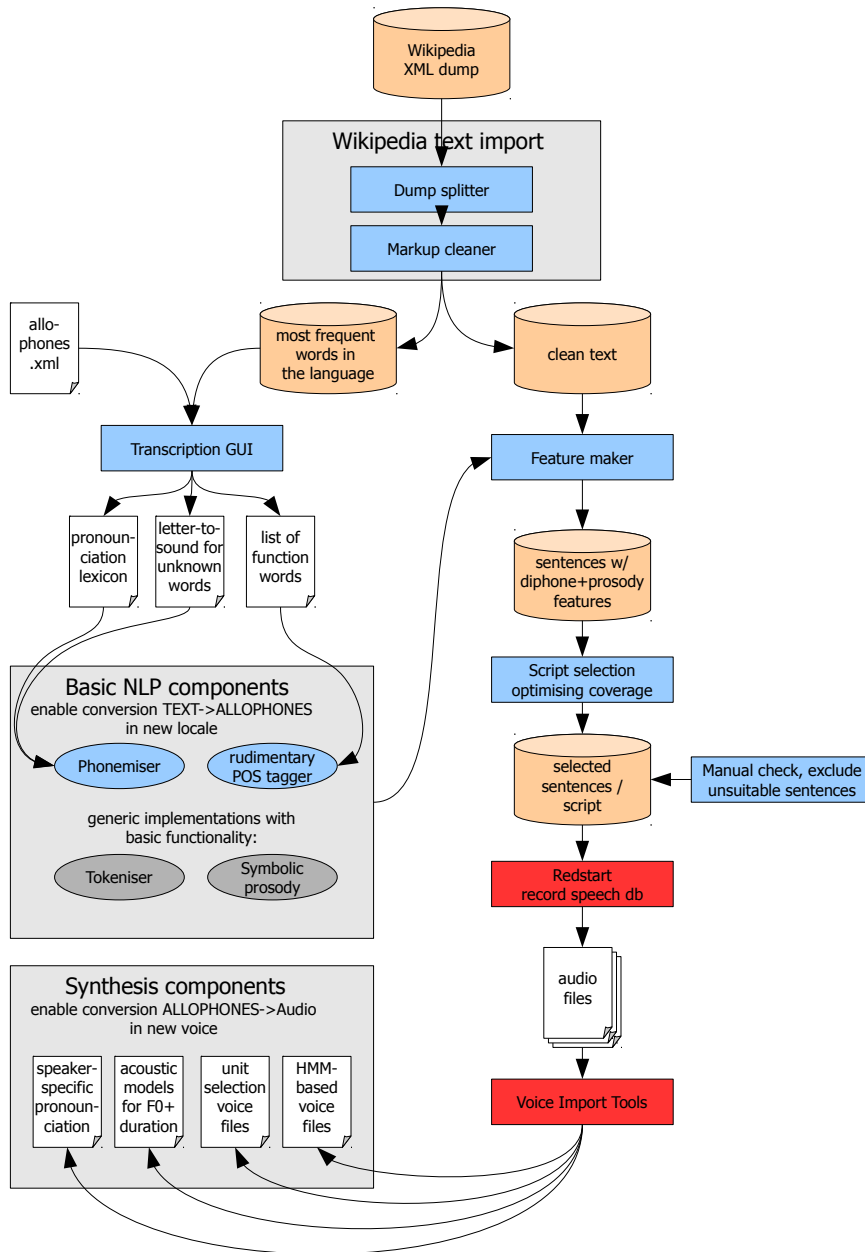 Wikipedia
XML dump
Wikipedia text import
Dump splitter
Markup cleaner
allo-
phones
.xml
most frequent
words in
the language
clean text
Transcription GUI
Feature maker
pronoun-
ciation
lexicon
letter-to-
sound for
unknown
words
list of
function
words
sentences w/
diphone+prosody
features
Script selection
optimising coverage
Basic NLP components
enable conversion TEXT->ALLOPHONES
in new locale
Phonemiser
rudimentary
POS tagger
generic implementations with
basic functionality:
Tokeniser
Symbolic
prosody
selected
sentences /
script
Manual check, exclude
unsuitable sentences
Redstart
record speech db
audio
files
Synthesis components
enable conversion ALLOPHONES->Audio
in new voice
speaker-
specific
pronoun-
ciation
acoustic
models
for F0+
duration
unit
selection
voice
files
HMM-
based
voice
files
Voice Import Tools